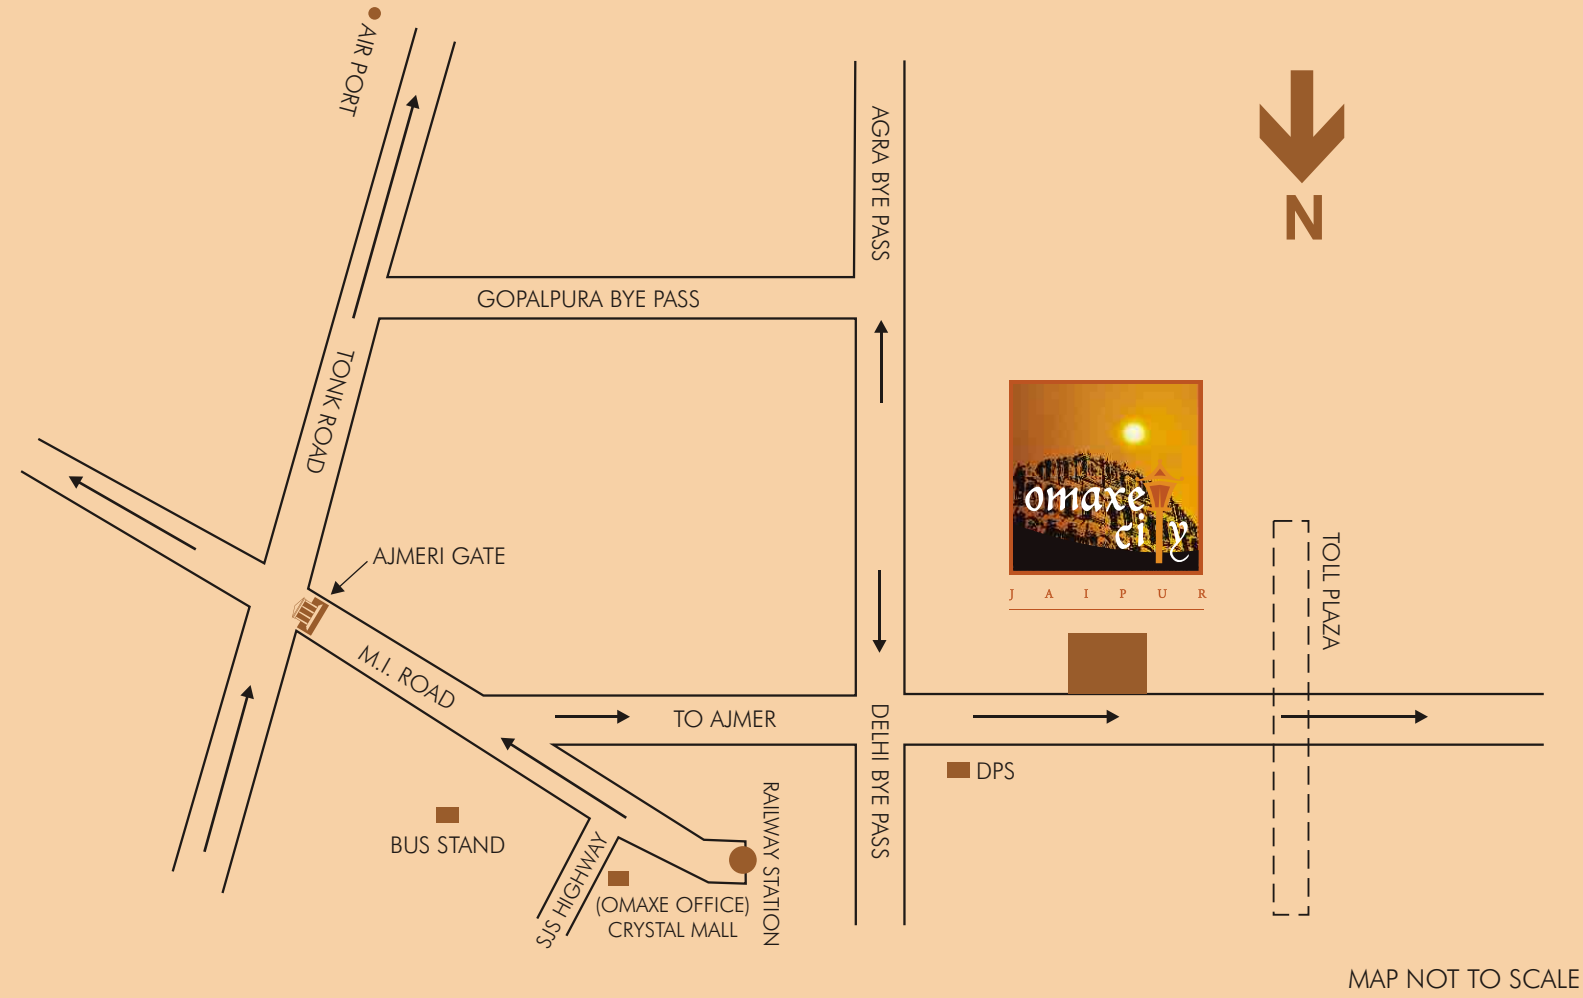 AIR PORT
AGRA BYE PASS
N
GOPALPURA BYE PASS
TONK ROAD
omaxe
city
JAIPUR
TOLL PLAZA
AJMERI GATE
M.I. ROAD
TO AJMER
DELHI BYE PASS
DPS
BUS STAND
RAILWAY STATION
SJS HIGHWAY
(OMAXE OFFICE)
CRYSTAL MALL
MAP NOT TO SCALE